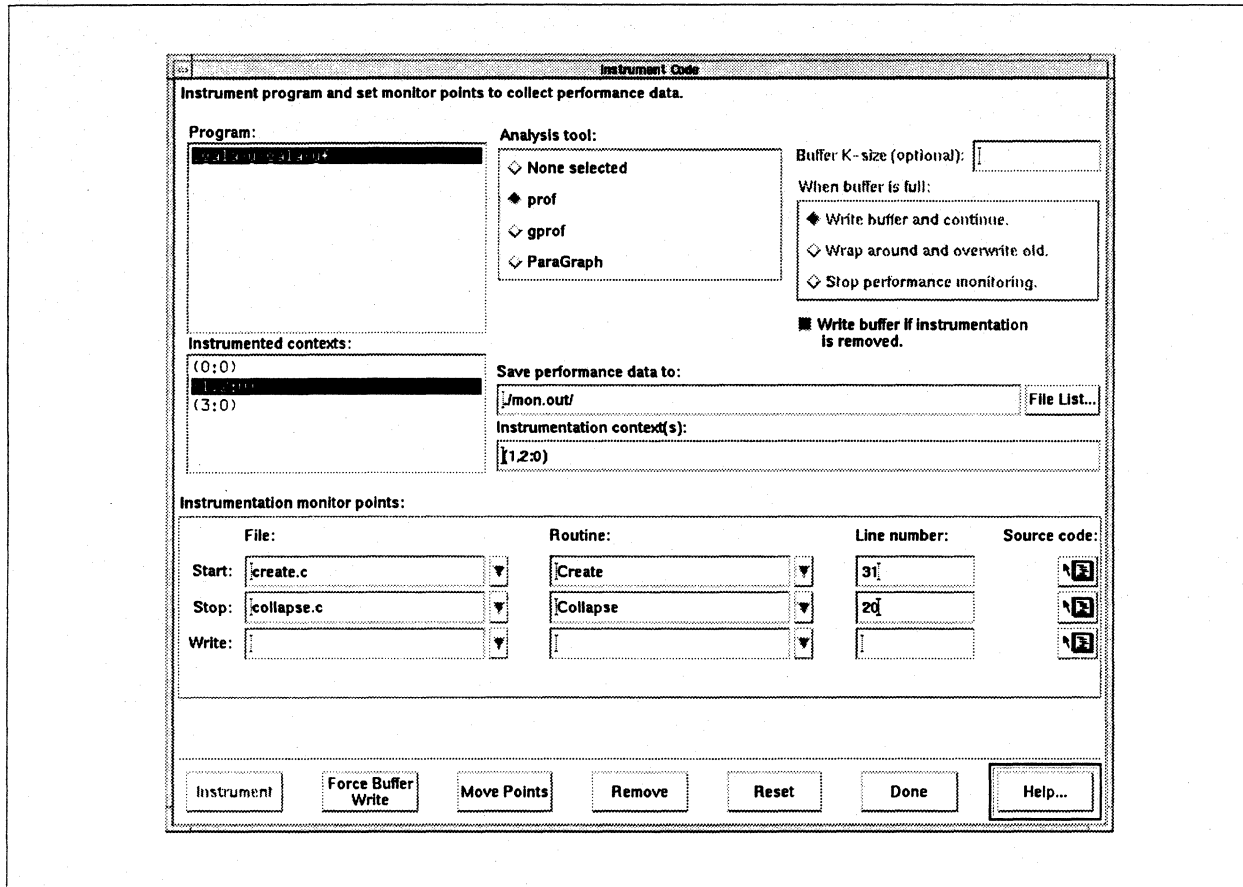 Instrument Code
Instrument program and set monitor points to collect performance data.
Program:
Analysis tool:
None selected
prof
gprof
ParaGraph
Buffer K-size (optional):
When buffer is full:
Write buffer and continue.
Wrap around and overwrite old.
Stop performance monitoring.
Write buffer if instrumentation
is removed.
Instrumented contexts:
(0:0)
(3:0)
Save performance data to:
./mon.out/
File List...
Instrumentation context(s):
(1,2:0)
Instrumentation monitor points:
File: Routine: Line number: Source code:
Start: create.c Create 31
Stop: collapse.c Collapse 20
Write:
Instrument
Force Buffer
Write
Move Points
Remove
Reset
Done
Help...